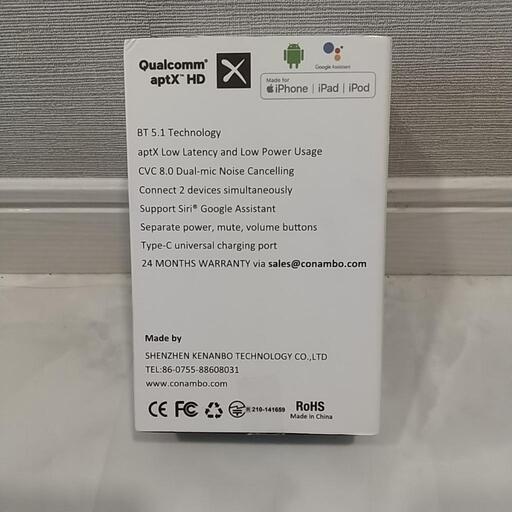 Qualcomm®
aptX™ HD
Google Assistant
Made for
iPhone | iPad | iPod
BT 5.1 Technology
aptX Low Latency and Low Power Usage
CVC 8.0 Dual-mic Noise Cancelling
Connect 2 devices simultaneously
Support Siri® Google Assistant
Separate power, mute, volume buttons
Type-C universal charging port
24 MONTHS WARRANTY via sales@conambo.com
Made by
SHENZHEN KENANBO TECHNOLOGY CO.,LTD
TEL:86-0755-88608031
www.conambo.com
CE FC R 210-141659 RoHS
Made In China